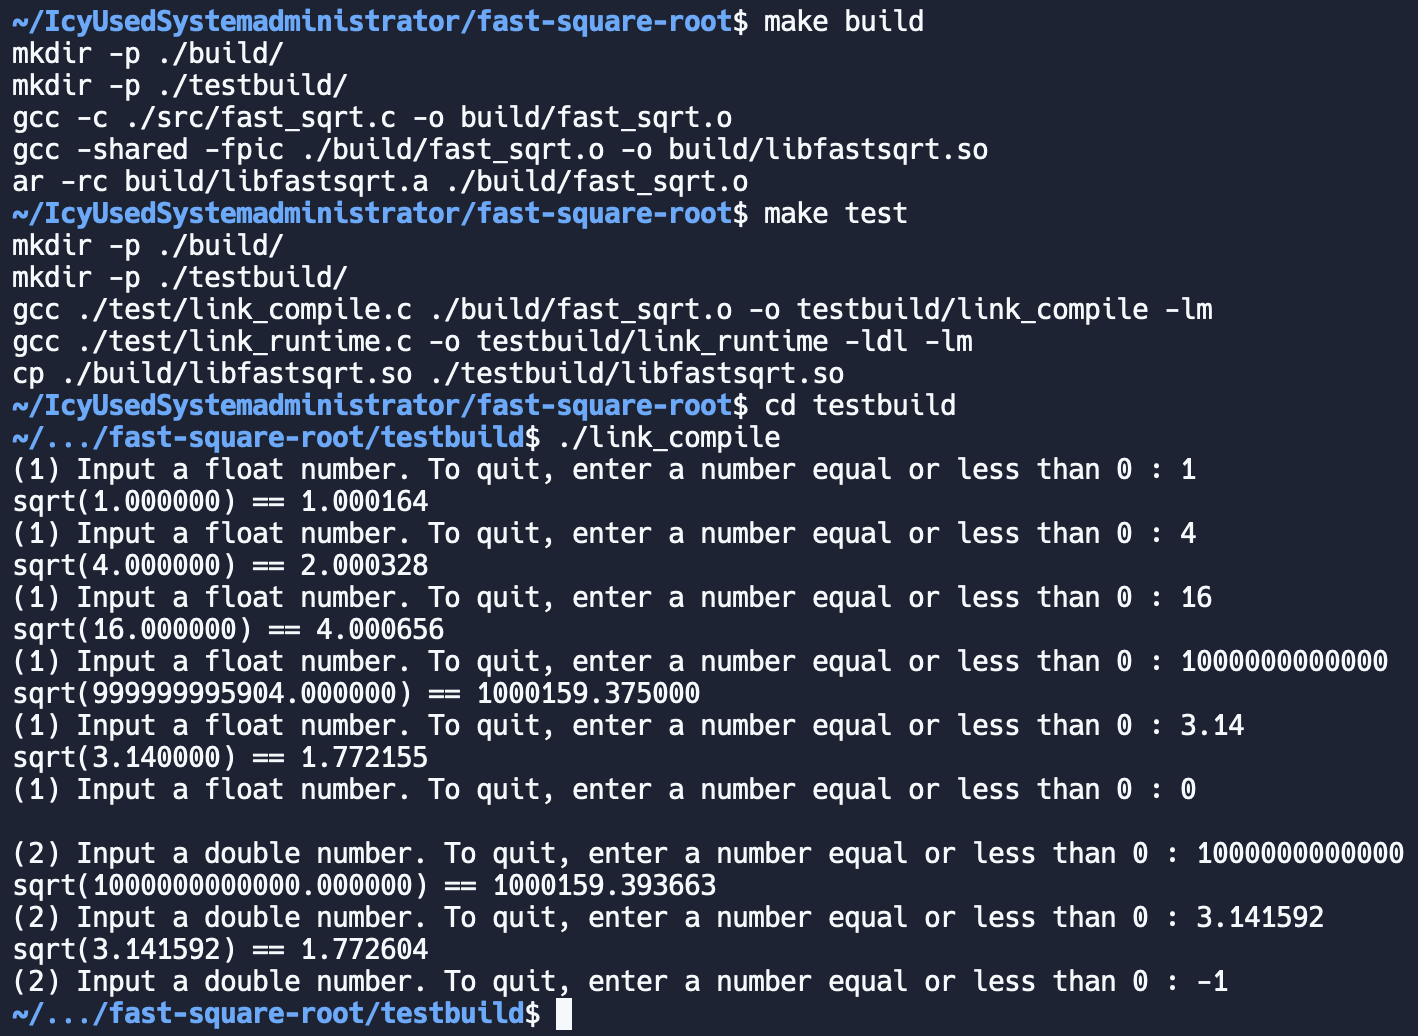 ~/IcyUsedSystemadministrator/fast-square-root$ make build
mkdir -p ./build/
mkdir -p ./testbuild/
gcc -c ./src/fast_sqrt.c -o build/fast_sqrt.o
gcc -shared -fpic ./build/fast_sqrt.o -o build/libfastsqrt.so
ar -rc build/libfastsqrt.a ./build/fast_sqrt.o
~/IcyUsedSystemadministrator/fast-square-root$ make test
mkdir -p ./build/
mkdir -p ./testbuild/
gcc ./test/link_compile.c ./build/fast_sqrt.o -o testbuild/link_compile -lm
gcc ./test/link_runtime.c -o testbuild/link_runtime -ldl -lm
cp ./build/libfastsqrt.so ./testbuild/libfastsqrt.so
~/IcyUsedSystemadministrator/fast-square-root$ cd testbuild
~/.../fast-square-root/testbuild$ ./link_compile
(1) Input a float number. To quit, enter a number equal or less than 0 : 1
sqrt(1.000000) == 1.000164
(1) Input a float number. To quit, enter a number equal or less than 0 : 4
sqrt(4.000000) == 2.000328
(1) Input a float number. To quit, enter a number equal or less than 0 : 16
sqrt(16.000000) == 4.000656
(1) Input a float number. To quit, enter a number equal or less than 0 : 1000000000000
sqrt(999999995904.000000) == 1000159.375000
(1) Input a float number. To quit, enter a number equal or less than 0 : 3.14
sqrt(3.140000) == 1.772155
(1) Input a float number. To quit, enter a number equal or less than 0 : 0
(2) Input a double number. To quit, enter a number equal or less than 0 : 1000000000000
sqrt(1000000000000.000000) == 1000159.393663
(2) Input a double number. To quit, enter a number equal or less than 0 : 3.141592
sqrt(3.141592) == 1.772604
(2) Input a double number. To quit, enter a number equal or less than 0 : -1
~/.../fast-square-root/testbuild$